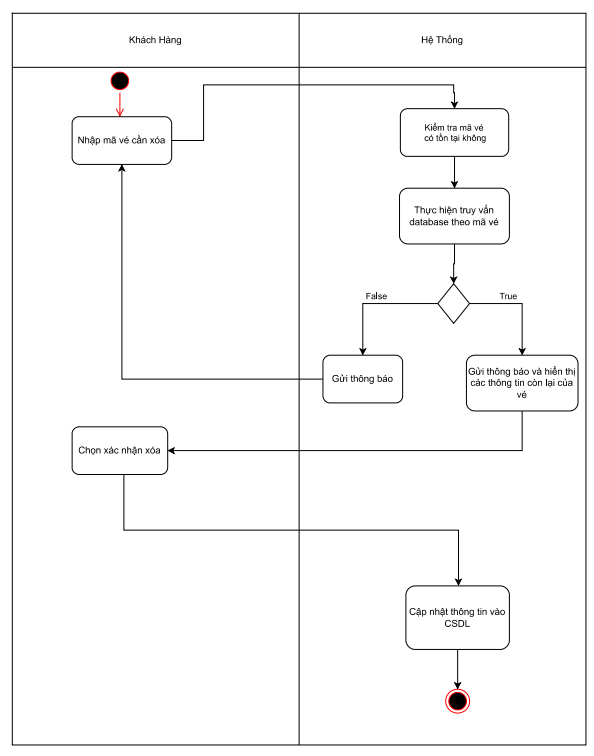 Khách Hàng
Hệ Thống
Nhập mã vé cần xóa
Kiểm tra mã vé
có tồn tại không
Thực hiện truy vấn
database theo mã vé
False
True
Gửi thông báo
Gửi thông báo và hiển thị
các thông tin còn lại của
vé
Chọn xác nhận xóa
Cập nhật thông tin vào
CSDL